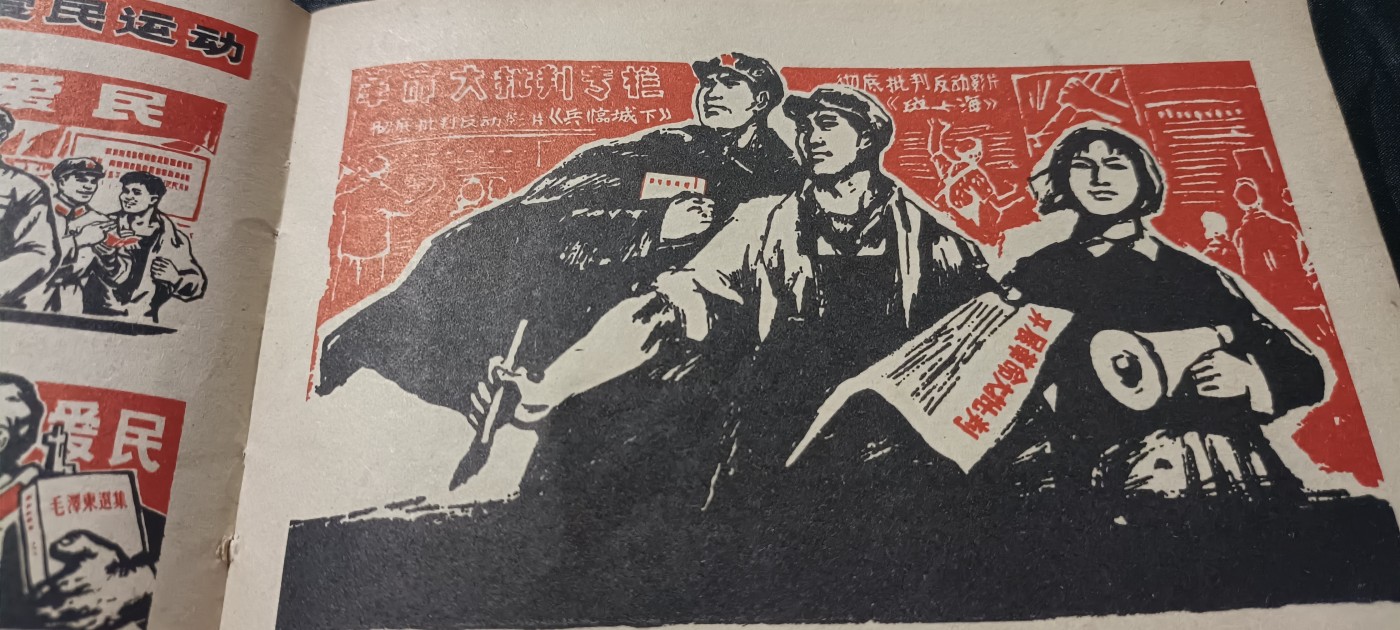 爱民运动
爱民
爱民
毛澤東選集
革命大批判专栏
彻底批判反动影片《兵临城下》
彻底批判反动影片
《战上海》
开展革命大批判